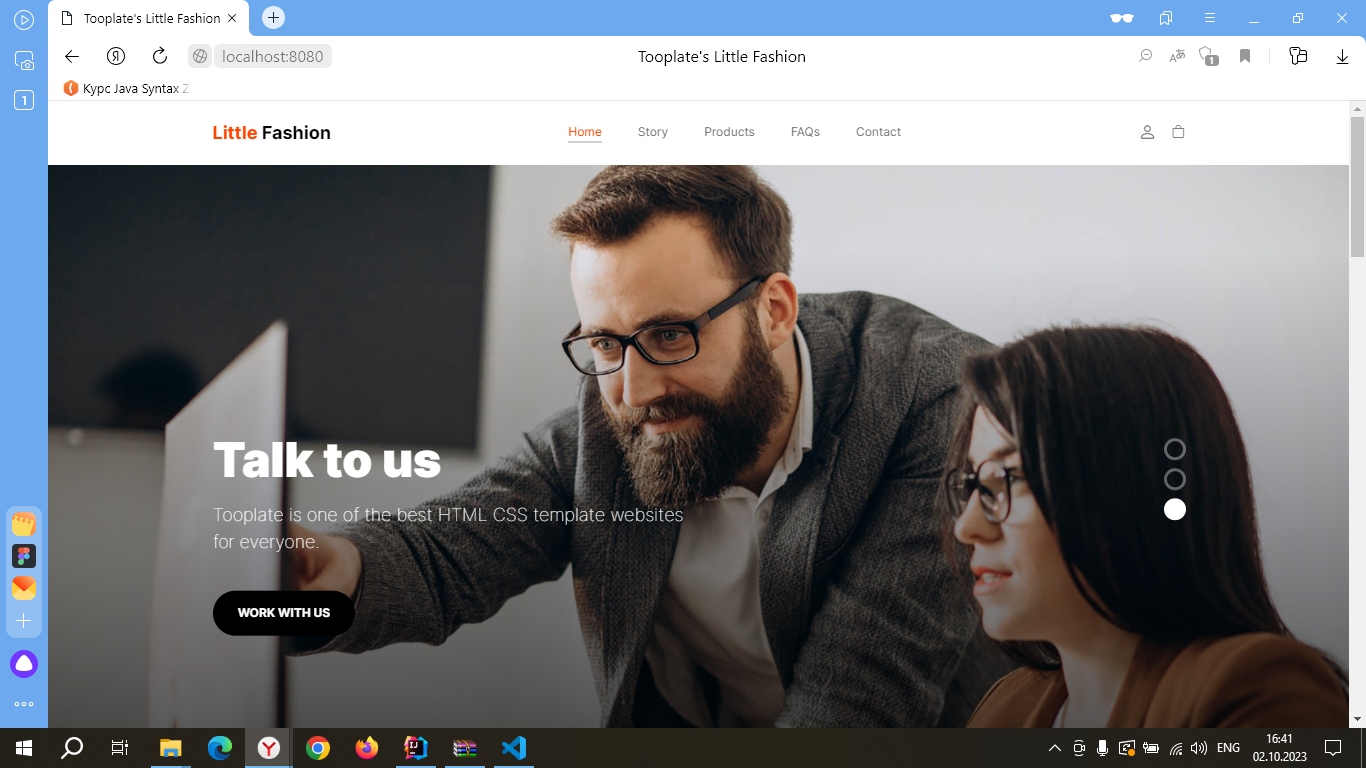 Tooplate's Little Fashion
localhost:8080
Tooplate's Little Fashion
1
Курс Java Syntax Z
1
Little Fashion
Home
Story
Products
FAQs
Contact
Talk to us
Tooplate is one of the best HTML CSS template websites
for everyone.
WORK WITH US
ENG
16:41
02.10.2023